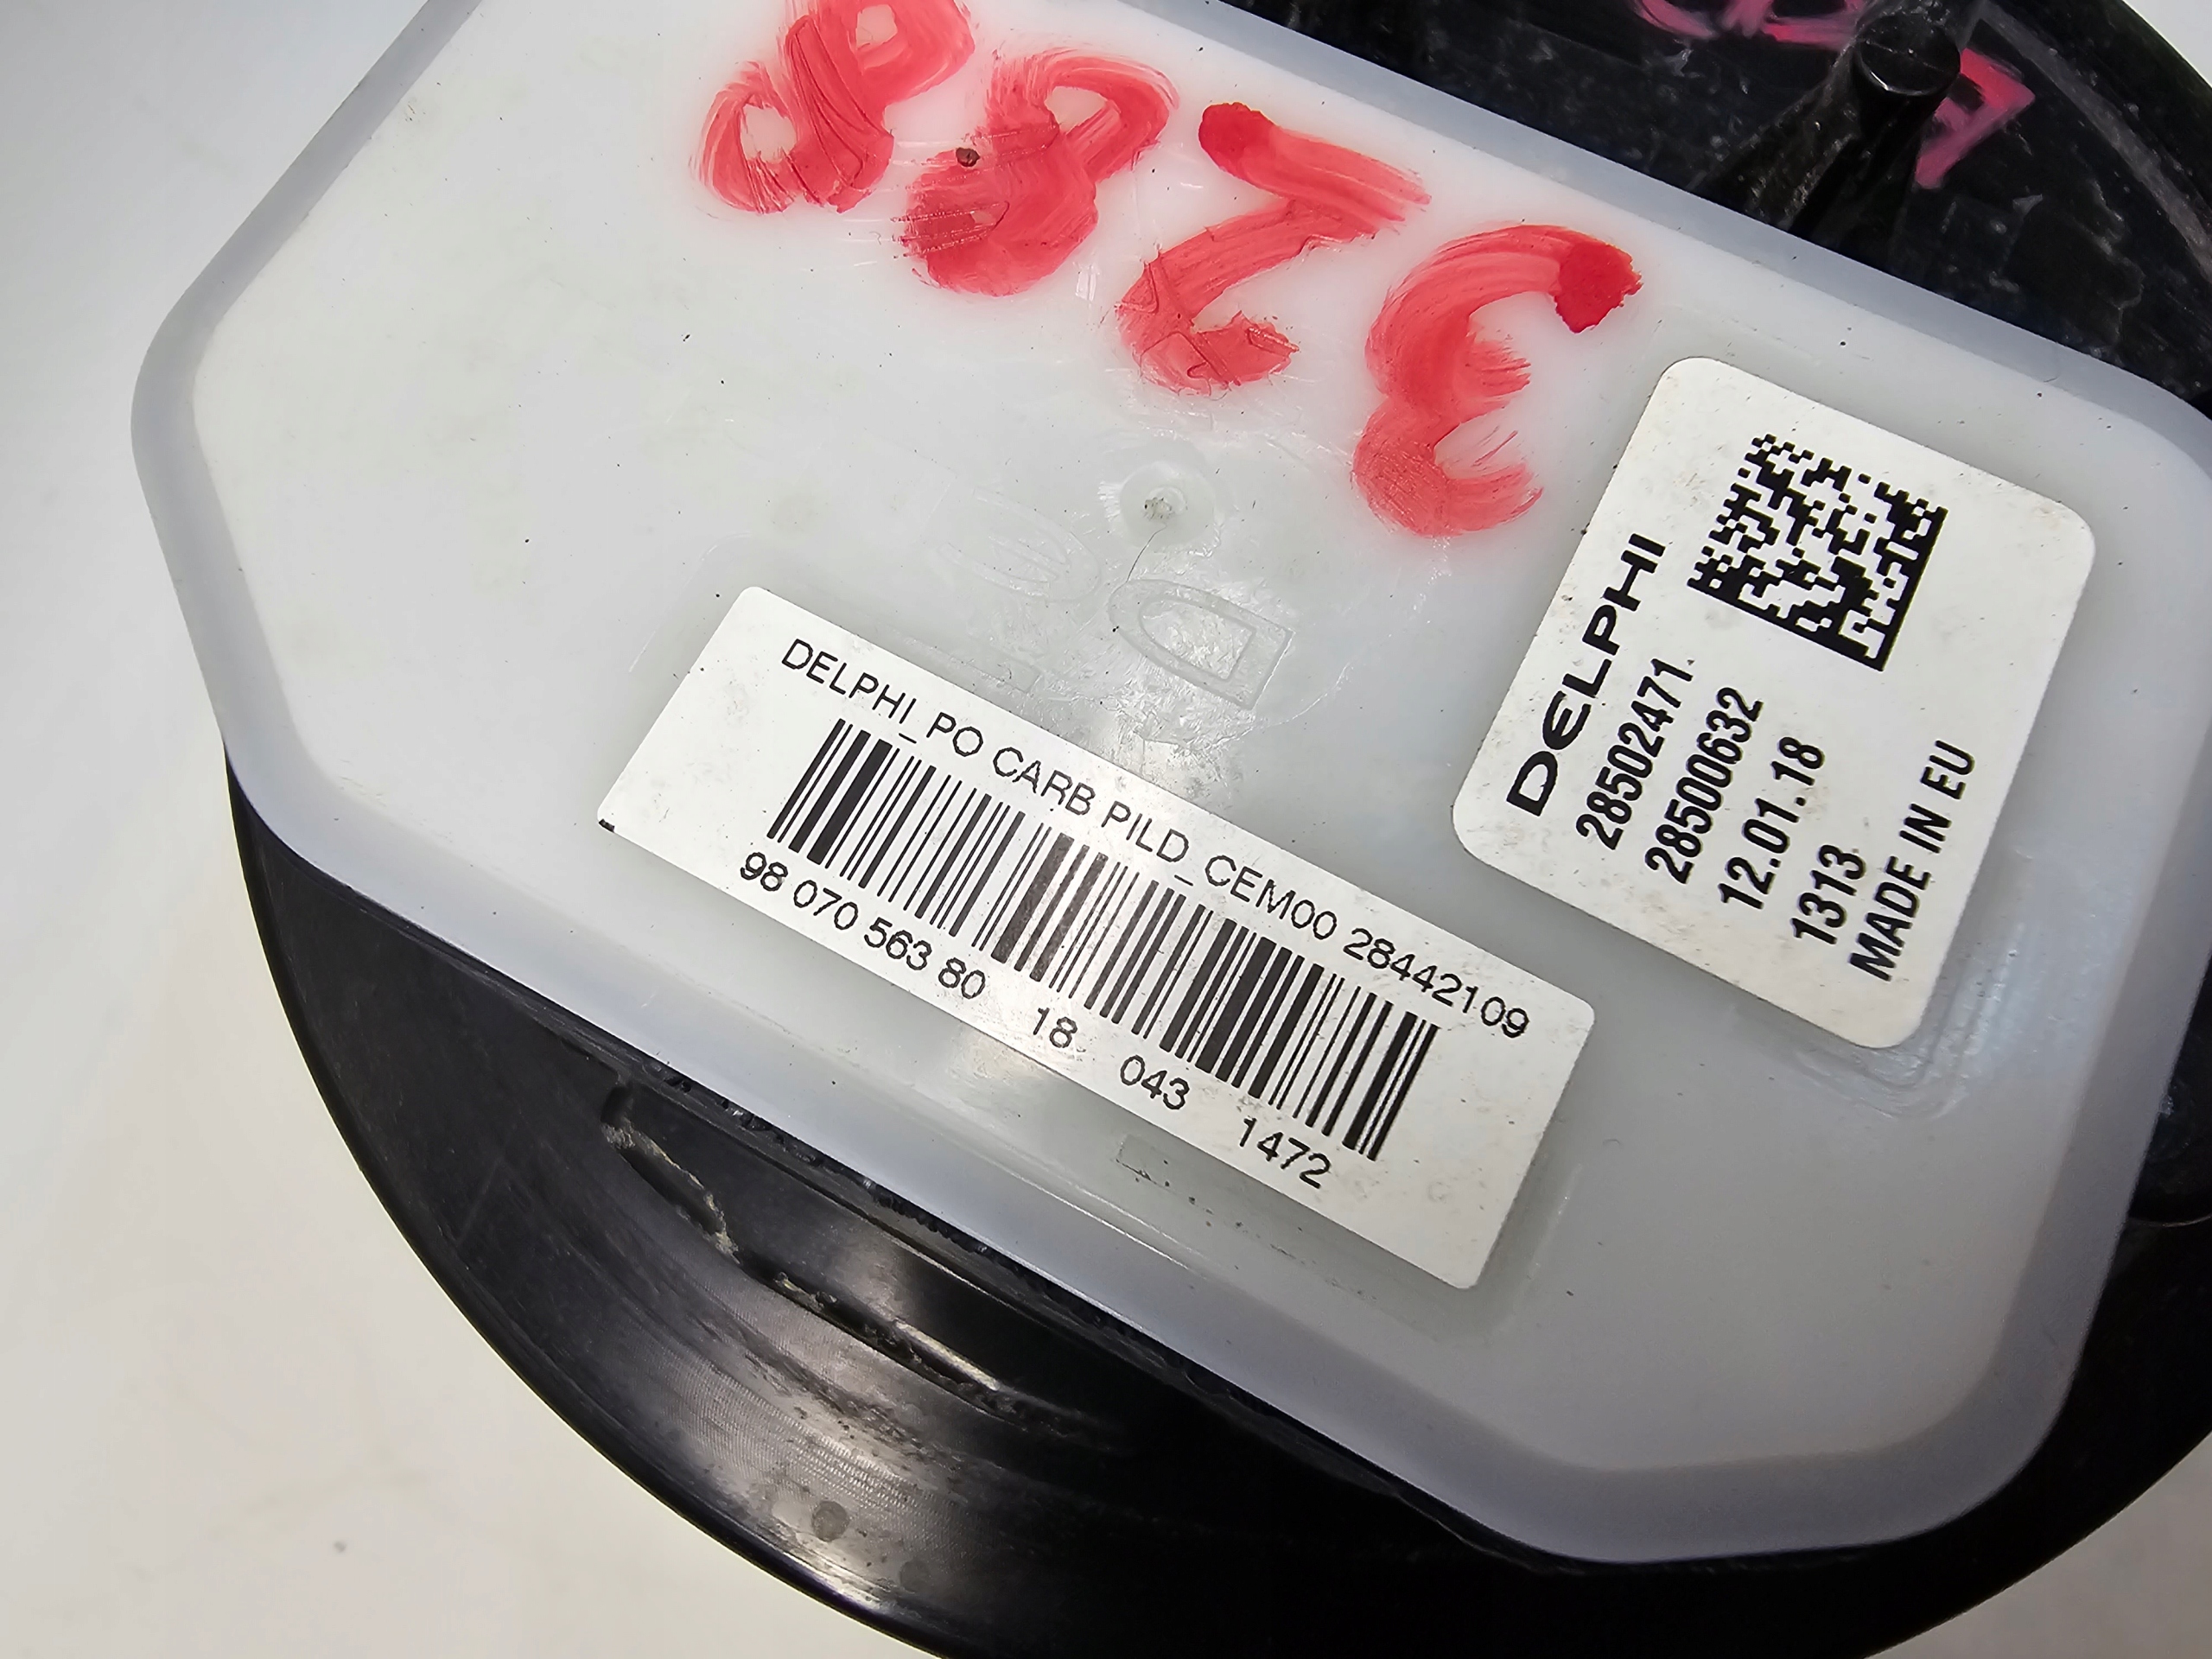 DELPHI
28502471
28500632
12.01.18
1313
MADE IN EU
DELPHI_PO CARB PILD_CEM00 28442109
98 070 563 80 18 043 1472